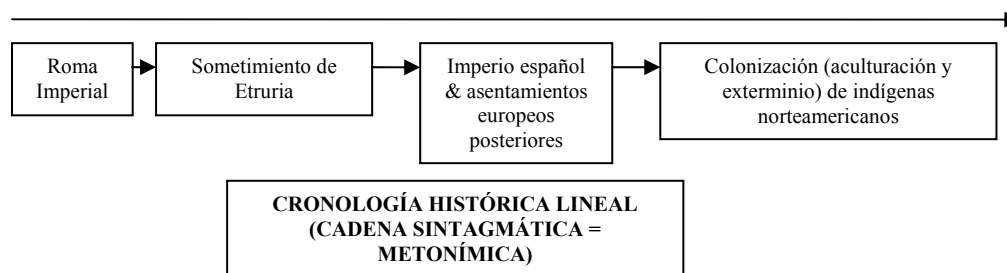 Roma
Imperial
Sometimiento de
Etruria
Imperio español
& asentamientos
europeos
posteriores
Colonización (aculturación y
exterminio) de indígenas
norteamericanos
CRONOLOGÍA HISTÓRICA LINEAL
(CADENA SINTAGMÁTICA =
METONÍMICA)